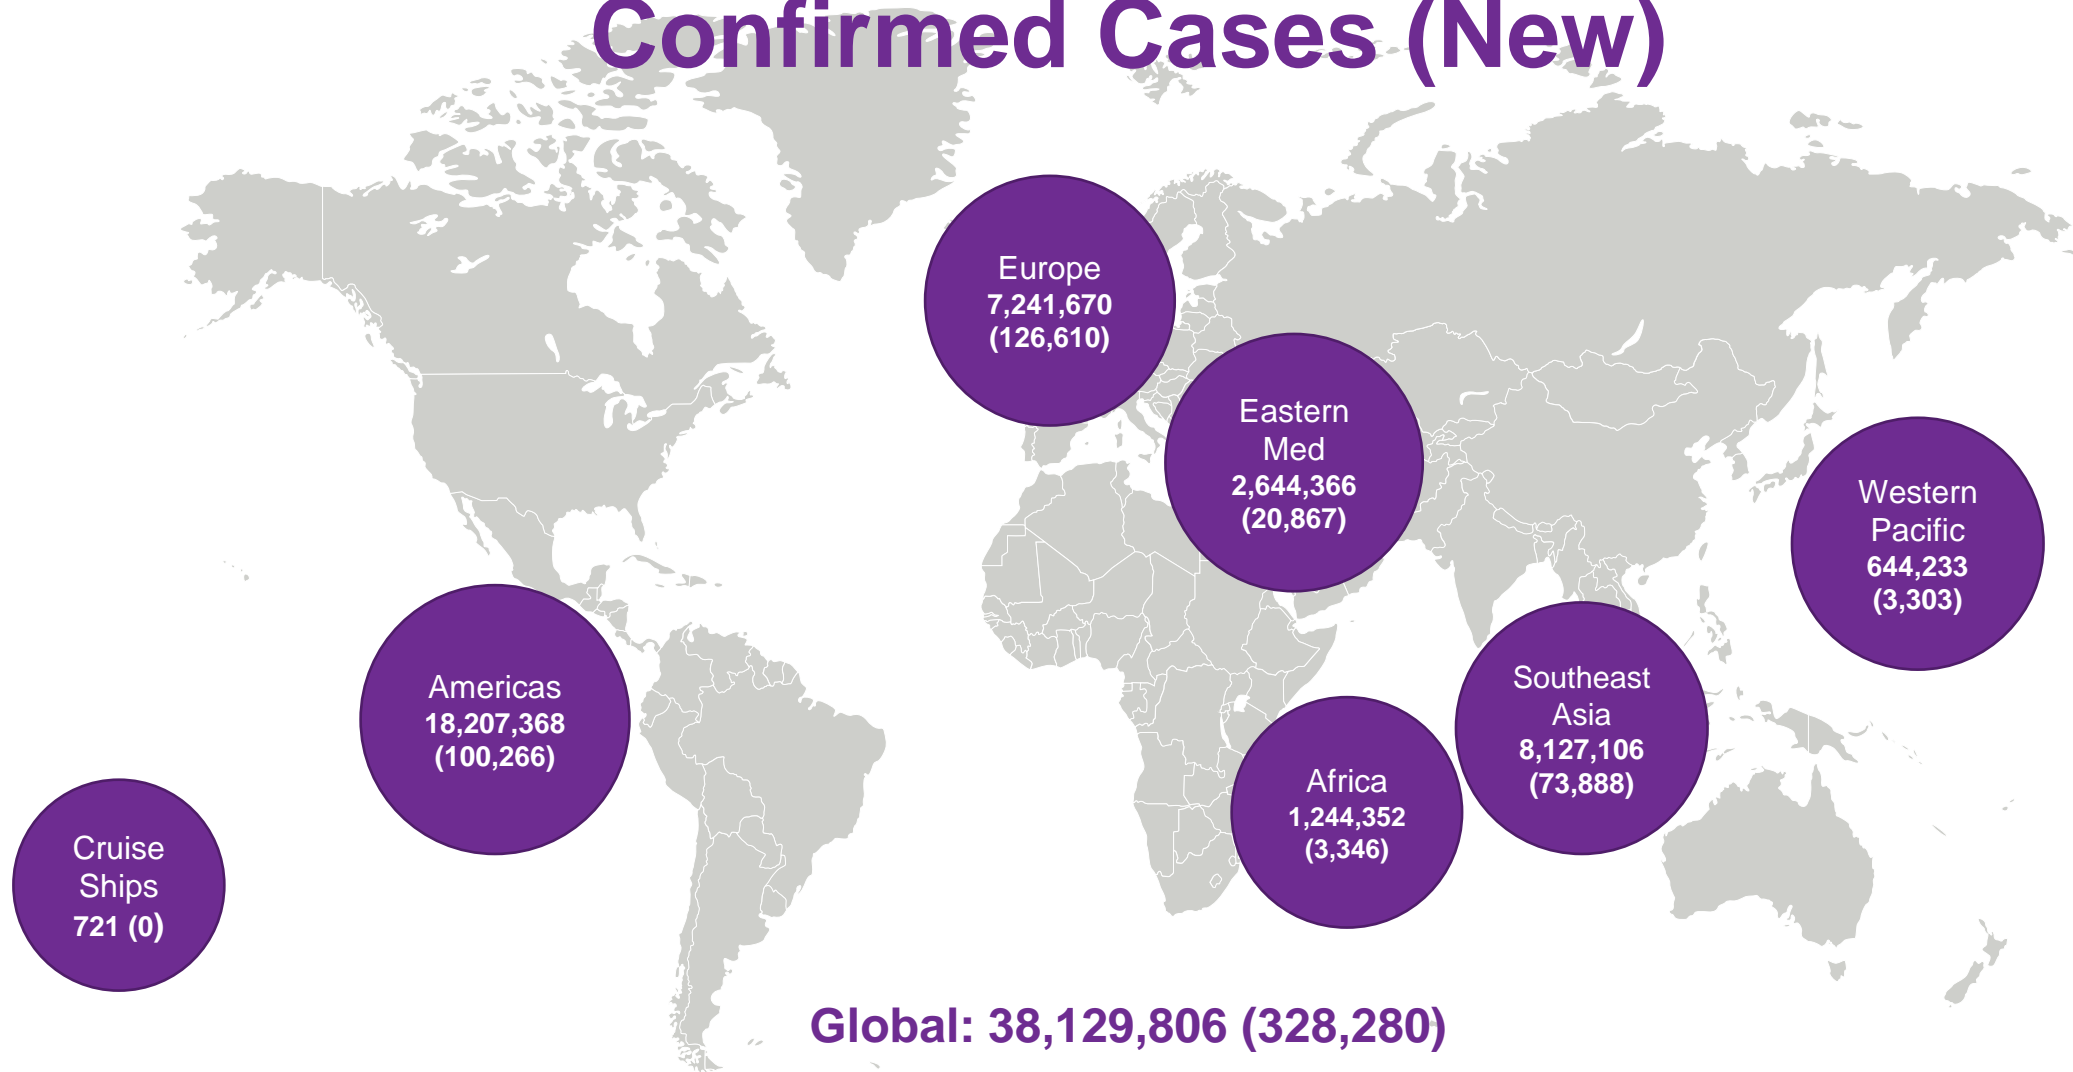 Confirmed Cases (New)
Europe
7,241,670
(126,610)
Eastern
Med
2,644,366
(20,867)
Western
Pacific
644,233
(3,303)
Americas
18,207,368
(100,266)
Southeast
Asia
8,127,106
(73,888)
Africa
1,244,352
(3,346)
Cruise
Ships
721 (0)
Global: 38,129,806 (328,280)